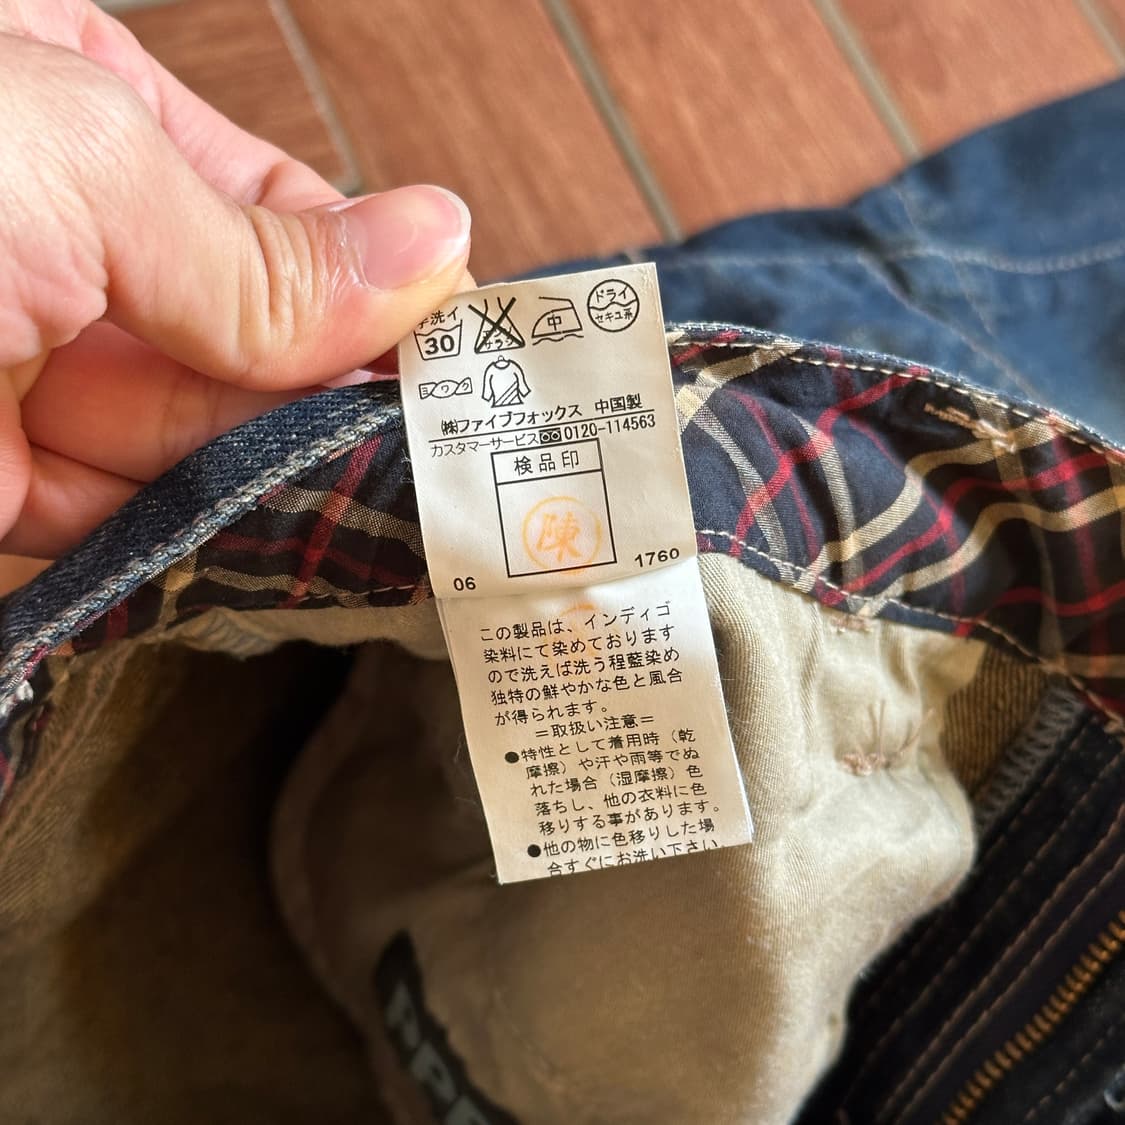 手洗イ
30
エンソ
サラシ
中
ドライ
セキユ系
ヨワク
㈱ファイブフォックス 中国製
カスタマーサービス 0120-114563
検品印
陳
06 1760
この製品は、インディゴ
染料にて染めております
ので洗えば洗う程藍染め
独特の鮮やかな色と風合
が得られます。
＝取扱い注意＝
●特性として着用時（乾
摩擦）や汗や雨等でぬ
れた場合（湿摩擦）色
落ちし、他の衣料に色
移りする事があります。
●他の物に色移りした場
合すぐにお洗い下さい